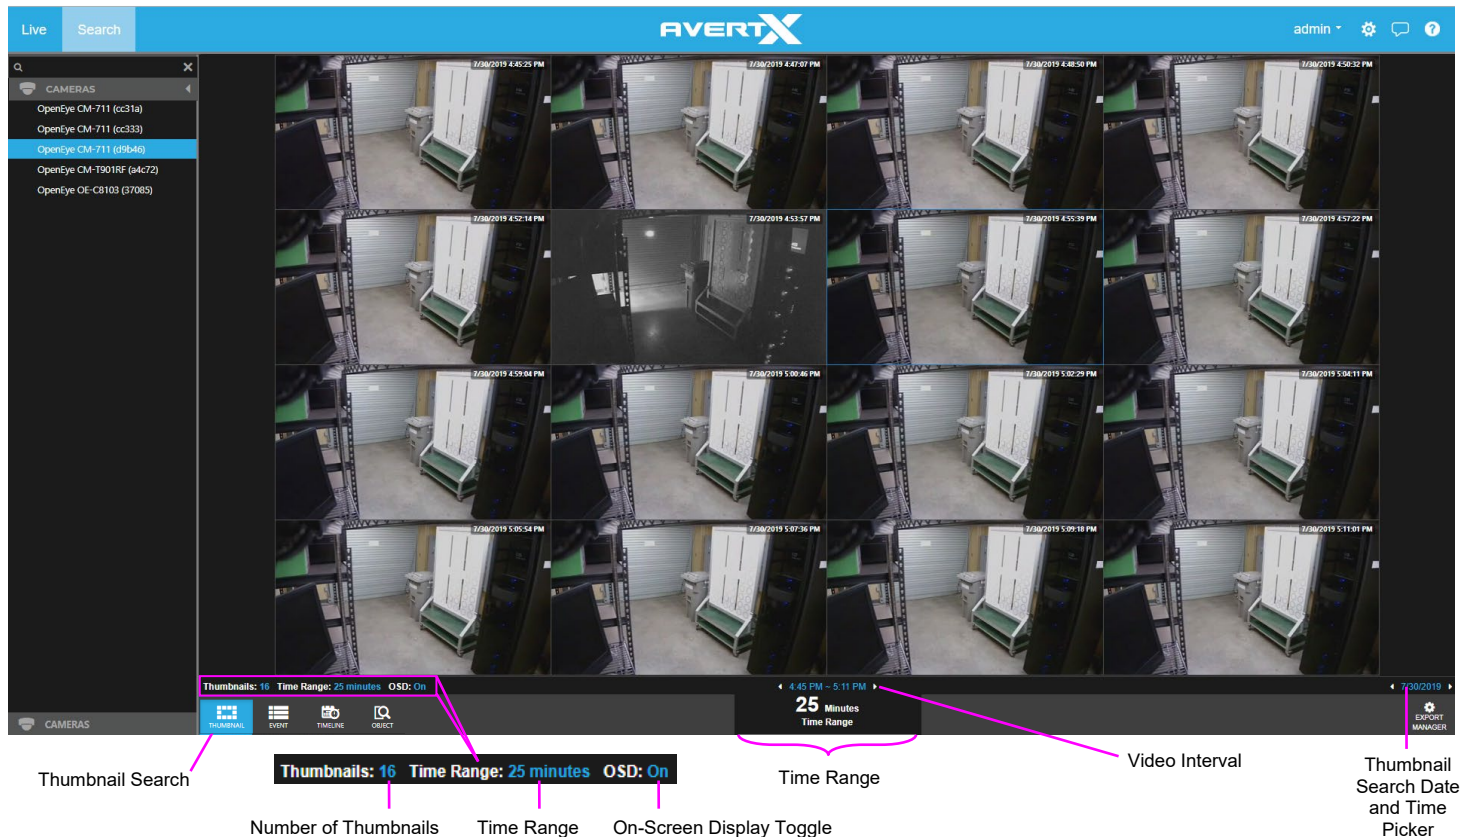 Live Search AVERTX admin
CAMERAS
OpenEye CM-711 (cc31a)
OpenEye CM-711 (cc333)
OpenEye CM-711 (d9b46)
OpenEye CM-T901RF (a4c72)
OpenEye OE-C8103 (37085)
7/30/2019 4:45:25 PM 7/30/2019 4:47:07 PM 7/30/2019 4:48:50 PM 7/30/2019 4:50:32 PM
7/30/2019 4:52:14 PM 7/30/2019 4:53:57 PM 7/30/2019 4:55:39 PM 7/30/2019 4:57:22 PM
7/30/2019 4:59:04 PM 7/30/2019 5:00:46 PM 7/30/2019 5:02:29 PM 7/30/2019 5:04:11 PM
7/30/2019 5:05:54 PM 7/30/2019 5:07:36 PM 7/30/2019 5:09:18 PM 7/30/2019 5:11:01 PM
Thumbnails: 16 Time Range: 25 minutes OSD: On 4:45 PM ~ 5:11 PM 7/30/2019
CAMERAS
THUMBNAIL EVENT TIMELINE OBJECT
25 Minutes
Time Range
EXPORT
MANAGER
Thumbnail Search
Thumbnails: 16 Time Range: 25 minutes OSD: On
Number of Thumbnails Time Range On-Screen Display Toggle
Time Range
Video Interval
Thumbnail
Search Date
and Time
Picker